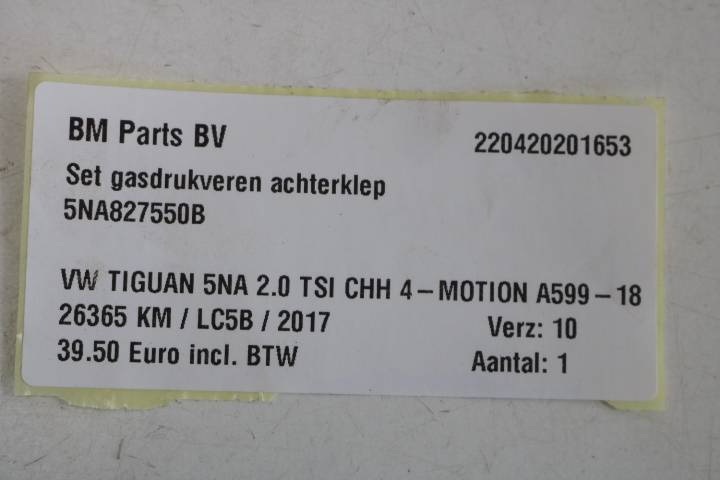 BM Parts BV 220420201653
Set gasdrukveren achterklep
5NA827550B
VW TIGUAN 5NA 2.0 TSI CHH 4-MOTION A599-18
26365 KM / LC5B / 2017 Verz: 10
39.50 Euro incl. BTW Aantal: 1